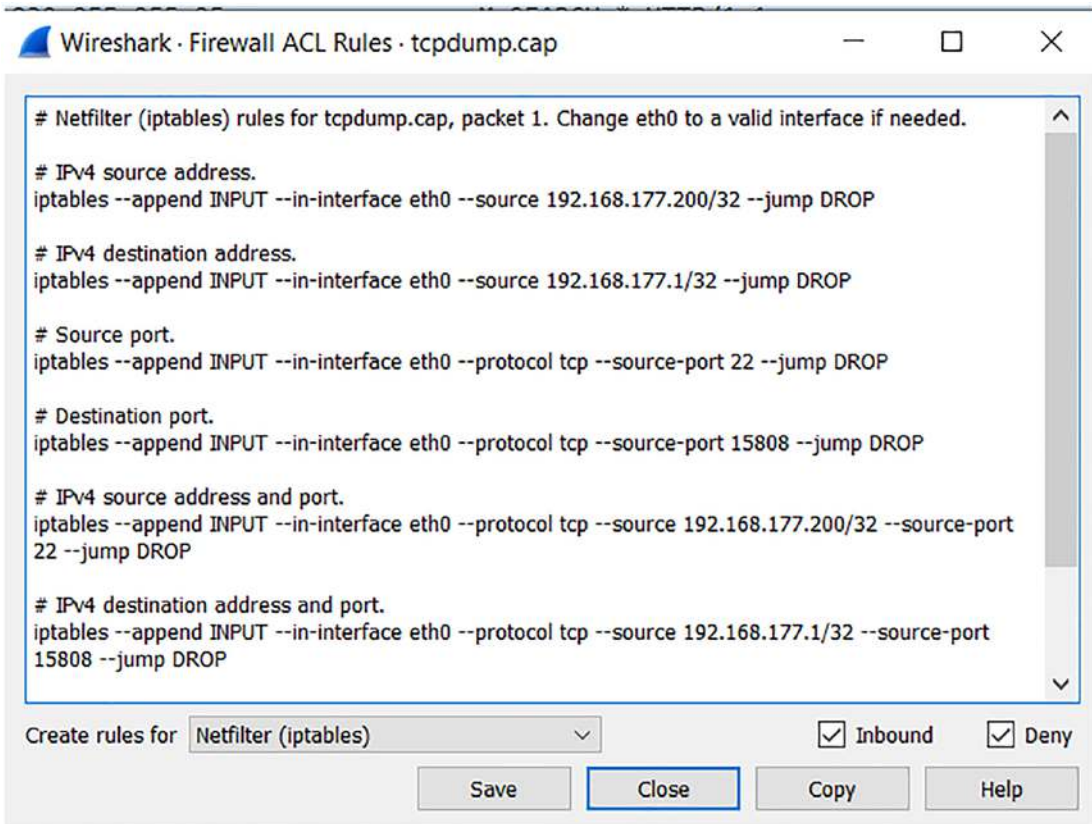 Wireshark · Firewall ACL Rules · tcpdump.cap
# Netfilter (iptables) rules for tcpdump.cap, packet 1. Change eth0 to a valid interface if needed.
# IPv4 source address.
iptables --append INPUT --in-interface eth0 --source 192.168.177.200/32 --jump DROP
# IPv4 destination address.
iptables --append INPUT --in-interface eth0 --source 192.168.177.1/32 --jump DROP
# Source port.
iptables --append INPUT --in-interface eth0 --protocol tcp --source-port 22 --jump DROP
# Destination port.
iptables --append INPUT --in-interface eth0 --protocol tcp --source-port 15808 --jump DROP
# IPv4 source address and port.
iptables --append INPUT --in-interface eth0 --protocol tcp --source 192.168.177.200/32 --source-port
22 --jump DROP
# IPv4 destination address and port.
iptables --append INPUT --in-interface eth0 --protocol tcp --source 192.168.177.1/32 --source-port
15808 --jump DROP
Create rules for Netfilter (iptables) Inbound Deny
Save Close Copy Help